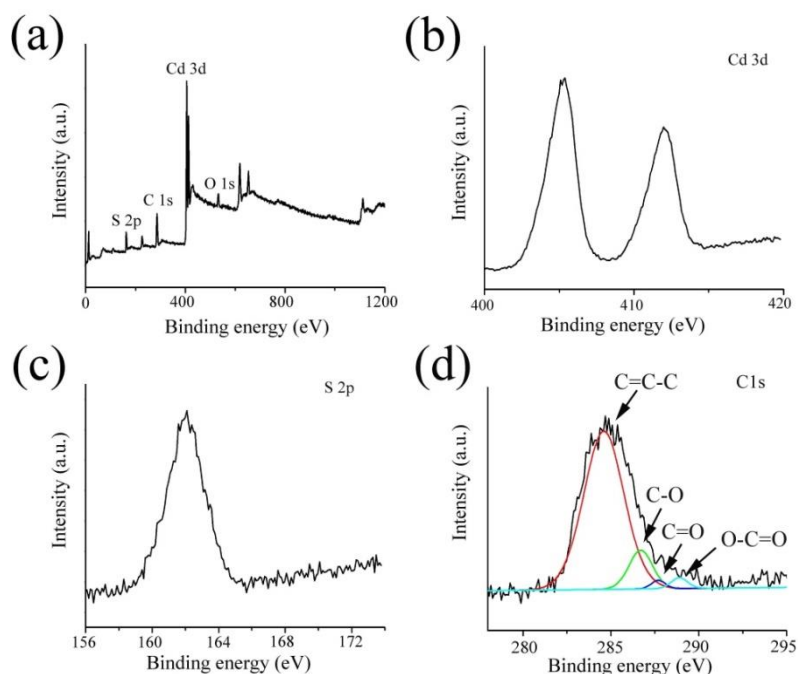 (a)
Cd 3d
O 1s
C 1s
S 2p
Intensity (a.u.)
0 400 800 1200
Binding energy (eV)
(b)
Cd 3d
Intensity (a.u.)
400 410 420
Binding energy (eV)
(c)
S 2p
Intensity (a.u.)
156 160 164 168 172
Binding energy (eV)
(d)
C1s
C=C-C
C-O
C=O
O-C=O
Intensity (a.u.)
280 285 290 295
Binding energy (eV)